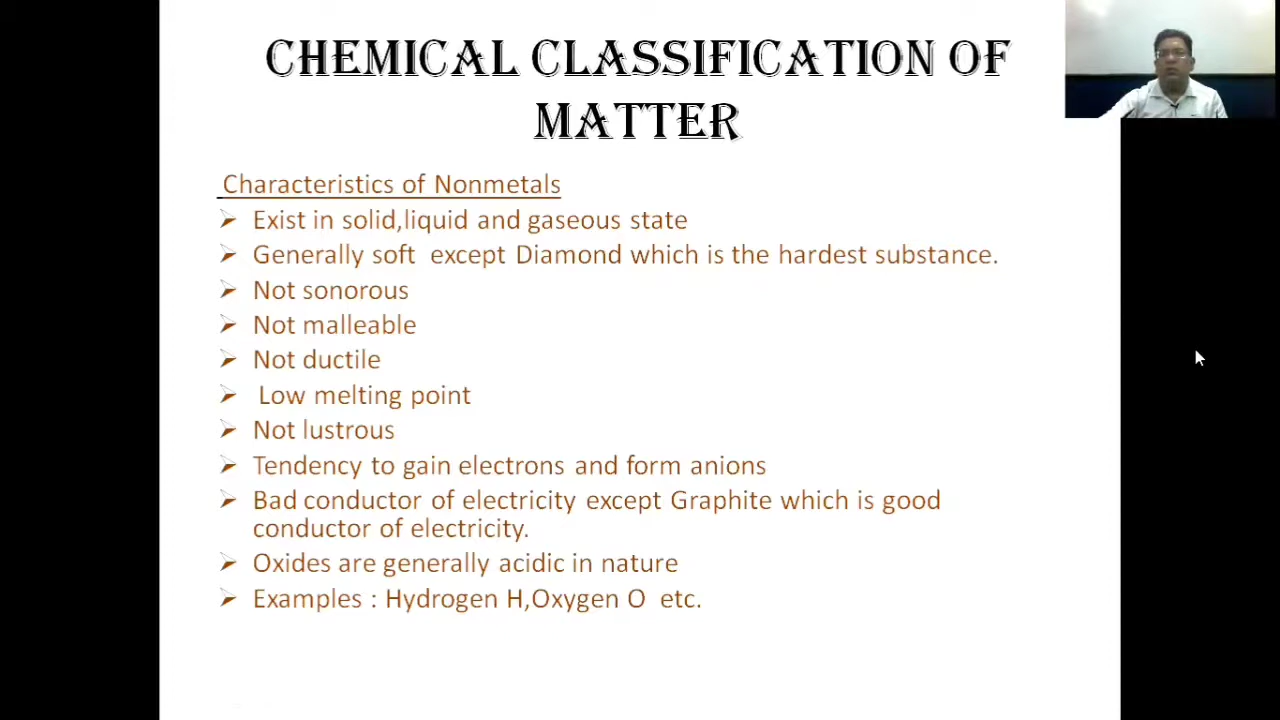 CHEMICAL CLASSIFICATION OF
MATTER
Characteristics of Nonmetals
Exist in solid,liquid and gaseous state
Generally soft except Diamond which is the hardest substance.
Not sonorous
Not malleable
Not ductile
Low melting point
Not lustrous
Tendency to gain electrons and form anions
Bad conductor of electricity except Graphite which is good
conductor of electricity.
Oxides are generally acidic in nature
Examples : Hydrogen H,Oxygen O etc.